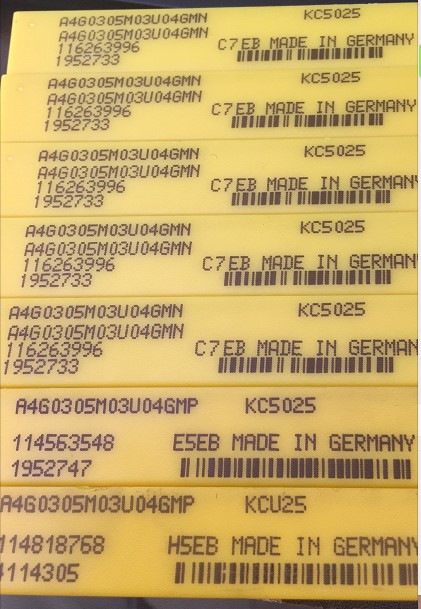 A4G0305M03U04GMN KC5025
A4G0305M03U04GMN
116263996 C7EB MADE IN GERMANY
1952733
A4G0305M03U04GMN KC5025
A4G0305M03U04GMN
116263996 C7EB MADE IN GERMANY
1952733
A4G0305M03U04GMN KC5025
A4G0305M03U04GMN
116263996 C7EB MADE IN GERMANY
1952733
A4G0305M03U04GMN KC5025
A4G0305M03U04GMN
116263996 C7EB MADE IN GERMAN
1952733
A4G0305M03U04GMN KC5025
A4G0305M03U04GMN
116263996 C7EB MADE IN GERMAN
1952733
A4G0305M03U04GMP KC5025
114563548 E5EB MADE IN GERMANY
1952747
A4G0305M03U04GMP KCU25
114818768 H5EB MADE IN GERMANY
4114305